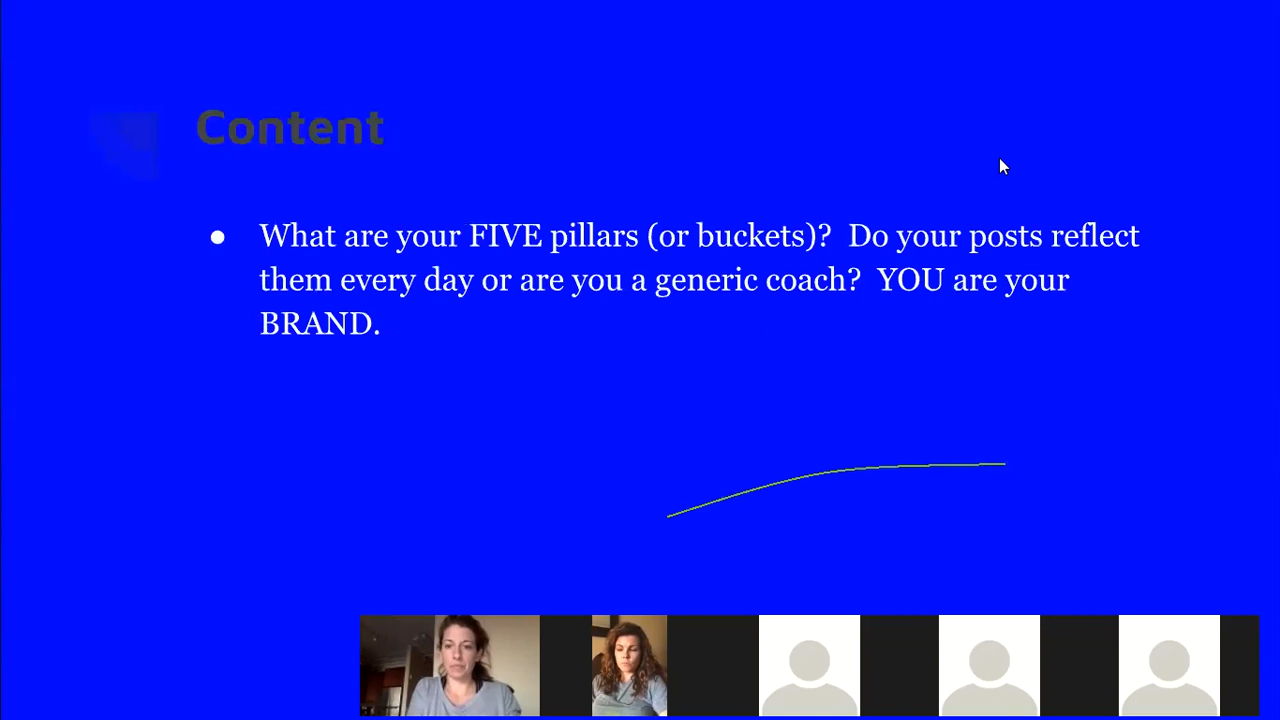 Content
● What are your FIVE pillars (or buckets)?  Do your posts reflect
them every day or are you a generic coach?  YOU are your
BRAND.